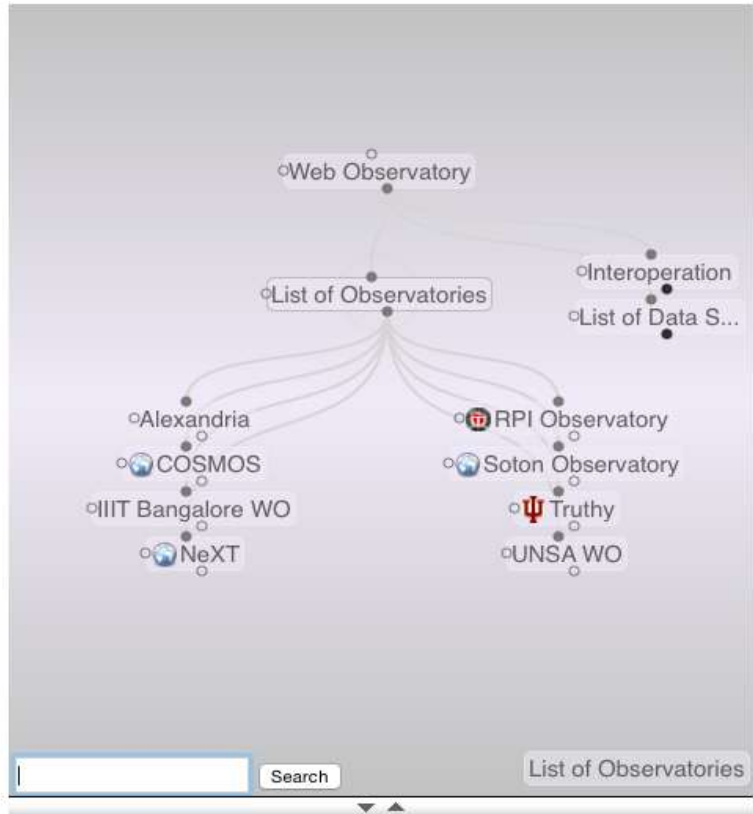 Web Observatory
Interoperation
List of Observatories
List of Data S...
Alexandria
RPI Observatory
COSMOS
Soton Observatory
IIIT Bangalore WO
Truthy
NeXT
UNSA WO
Search
List of Observatories